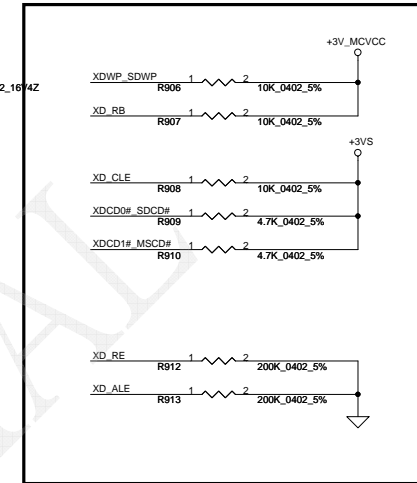 +3V_MCVCC
2_16V4Z
XDWP_SDWP 1 2
R906 10K_0402_5%
XD_RB 1 2
R907 10K_0402_5%
+3VS
XD_CLE 1 2
R908 10K_0402_5%
XDCD0#_SDCD# 1 2
R909 4.7K_0402_5%
XDCD1#_MSCD# 1 2
R910 4.7K_0402_5%
XD_RE 1 2
R912 200K_0402_5%
XD_ALE 1 2
R913 200K_0402_5%